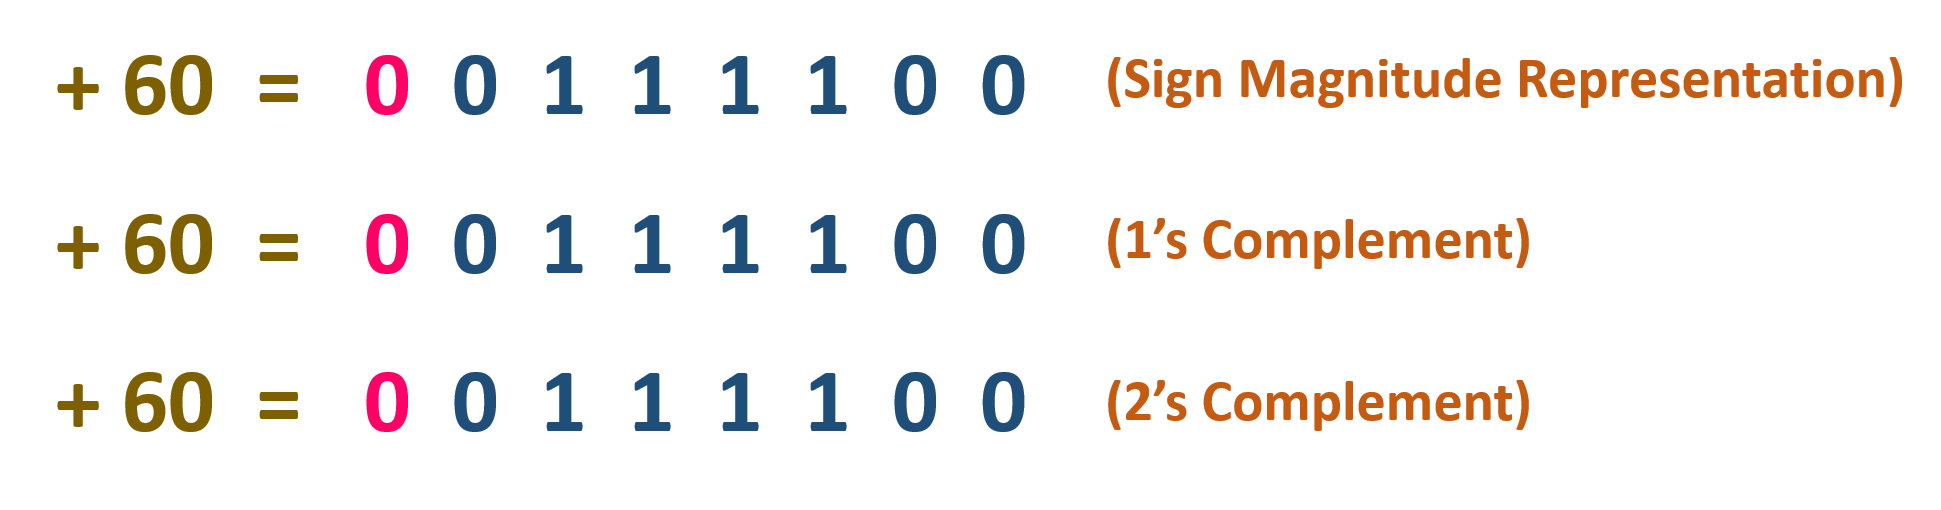 + 60 = 0 0 1 1 1 1 0 0 (Sign Magnitude Representation)
+ 60 = 0 0 1 1 1 1 0 0 (1’s Complement)
+ 60 = 0 0 1 1 1 1 0 0 (2’s Complement)